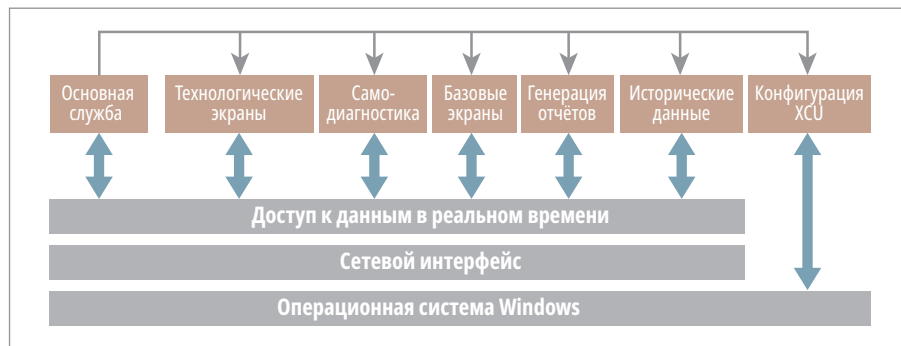 Основная
служба
Технологические
экраны
Само-
диагностика
Базовые
экраны
Генерация
отчётов
Исторические
данные
Конфигурация
XCU
Доступ к данным в реальном времени
Сетевой интерфейс
Операционная система Windows